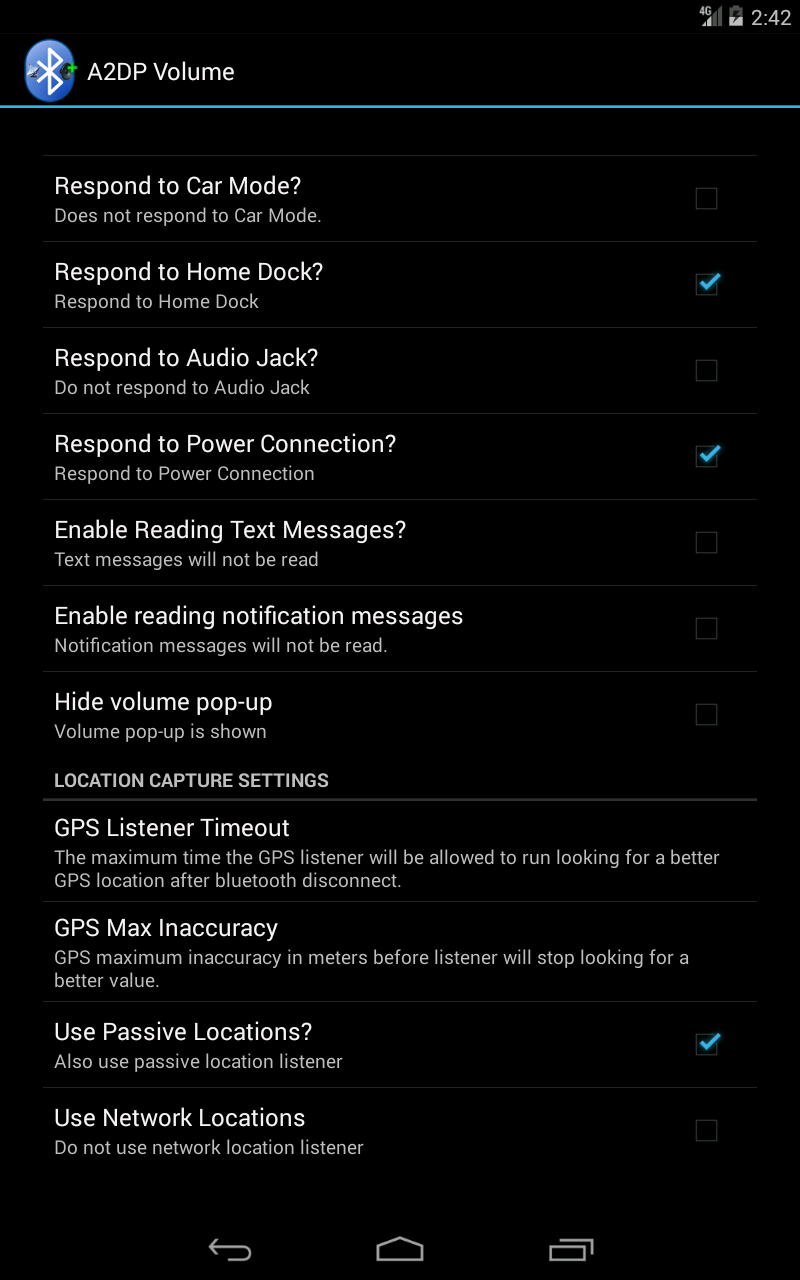 4G 2:42
A2DP Volume
Respond to Car Mode?
Does not respond to Car Mode.
Respond to Home Dock?
Respond to Home Dock
Respond to Audio Jack?
Do not respond to Audio Jack
Respond to Power Connection?
Respond to Power Connection
Enable Reading Text Messages?
Text messages will not be read
Enable reading notification messages
Notification messages will not be read.
Hide volume pop-up
Volume pop-up is shown
LOCATION CAPTURE SETTINGS
GPS Listener Timeout
The maximum time the GPS listener will be allowed to run looking for a better
GPS location after bluetooth disconnect.
GPS Max Inaccuracy
GPS maximum inaccuracy in meters before listener will stop looking for a
better value.
Use Passive Locations?
Also use passive location listener
Use Network Locations
Do not use network location listener